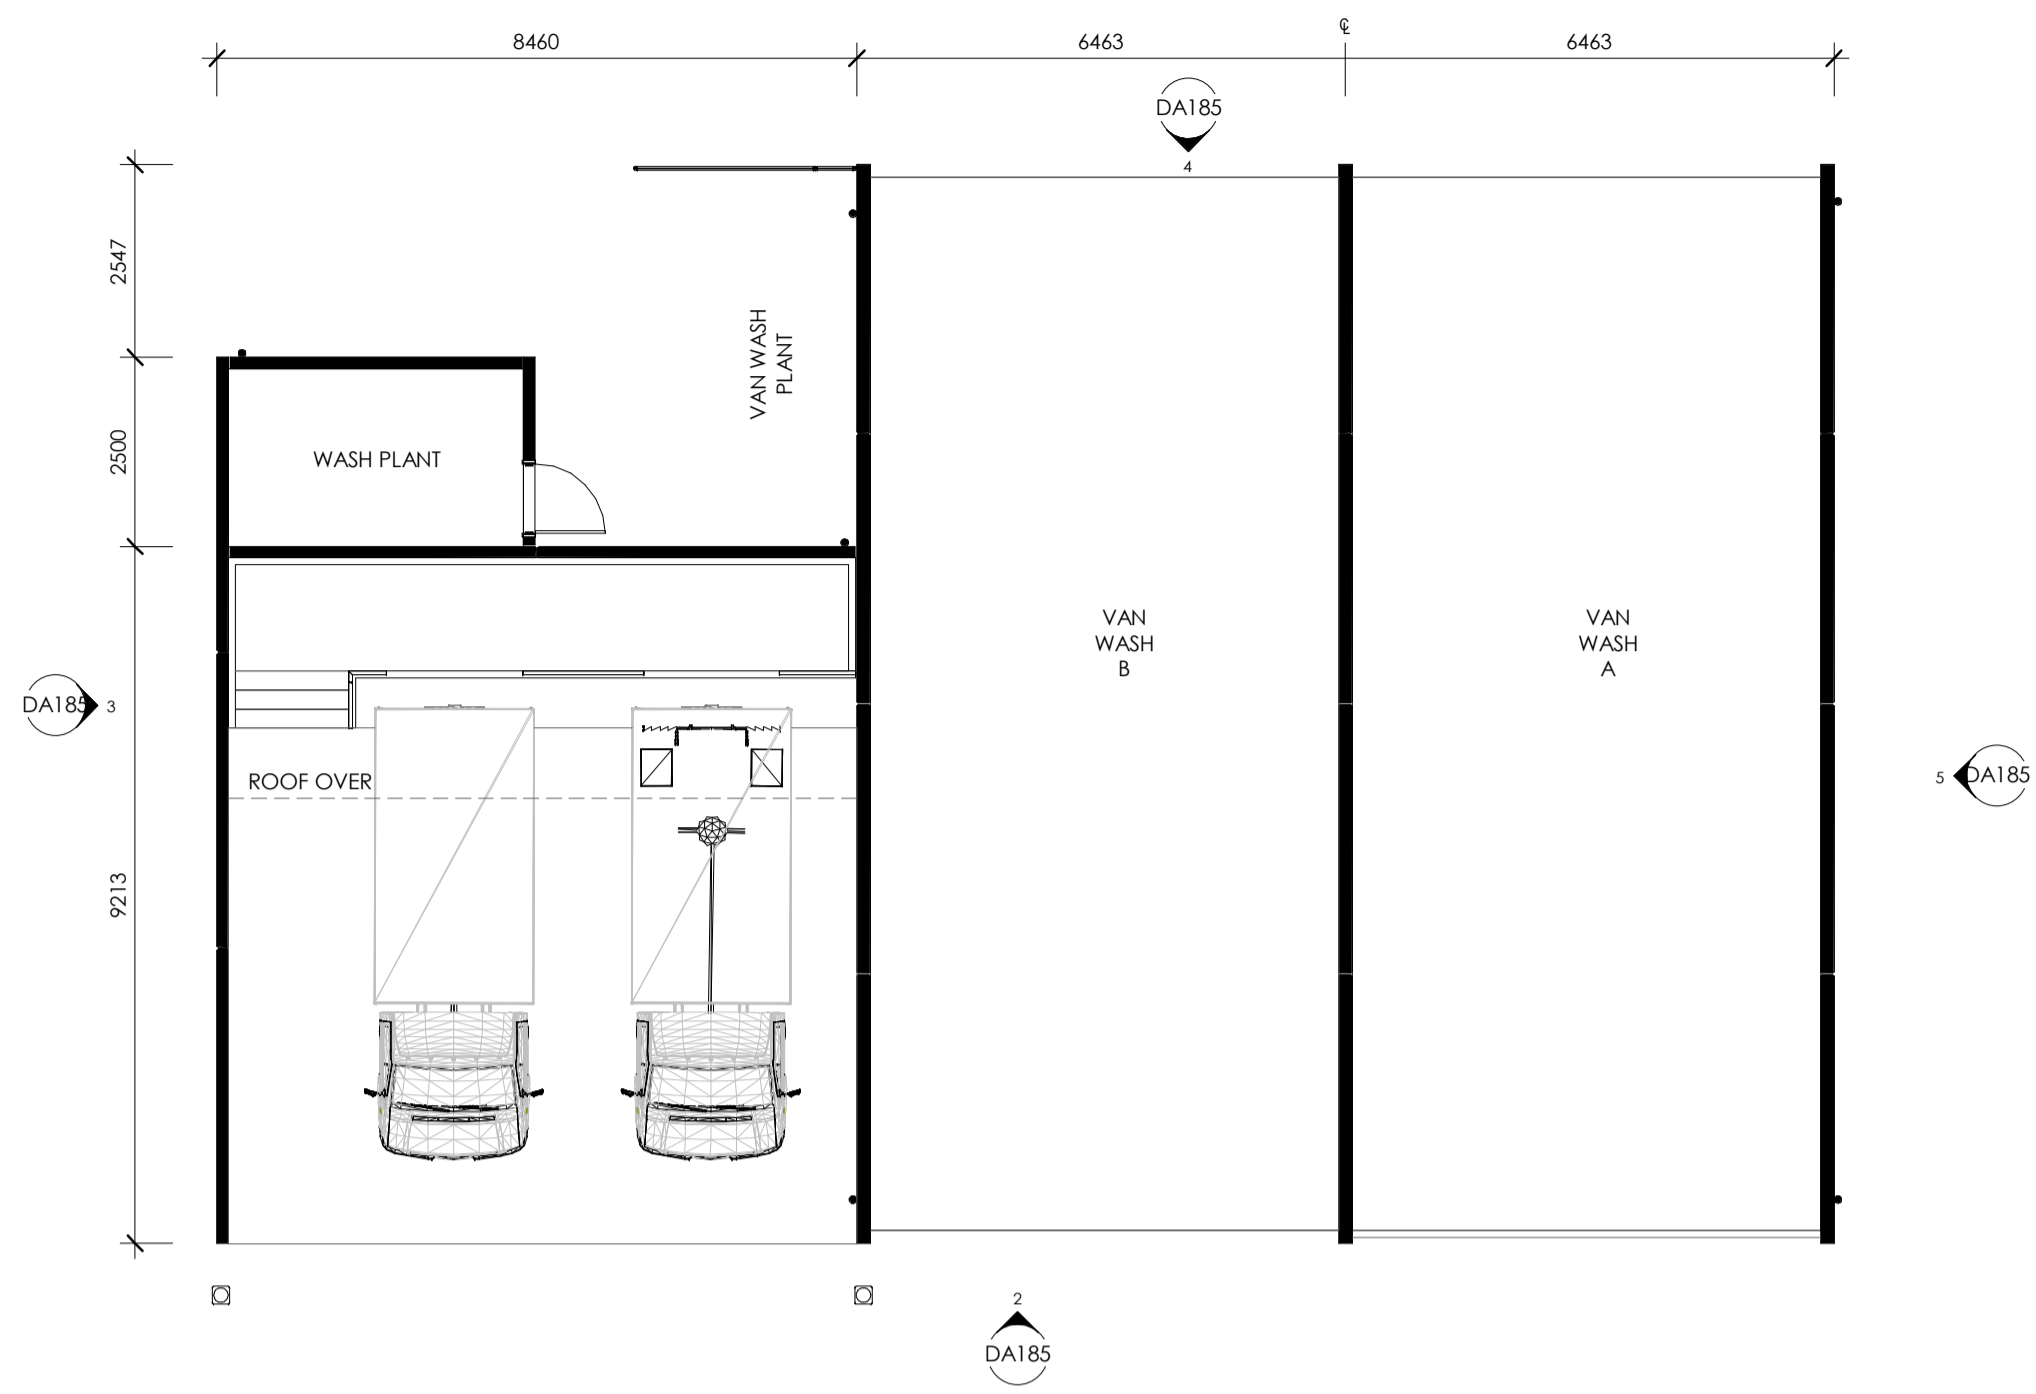 ℄
8460
6463
6463
DA185
4
2547
VAN WASH
PLANT
2500
WASH PLANT
VAN
WASH
B
VAN
WASH
A
DA185
3
ROOF OVER
5
DA185
9213
2
DA185